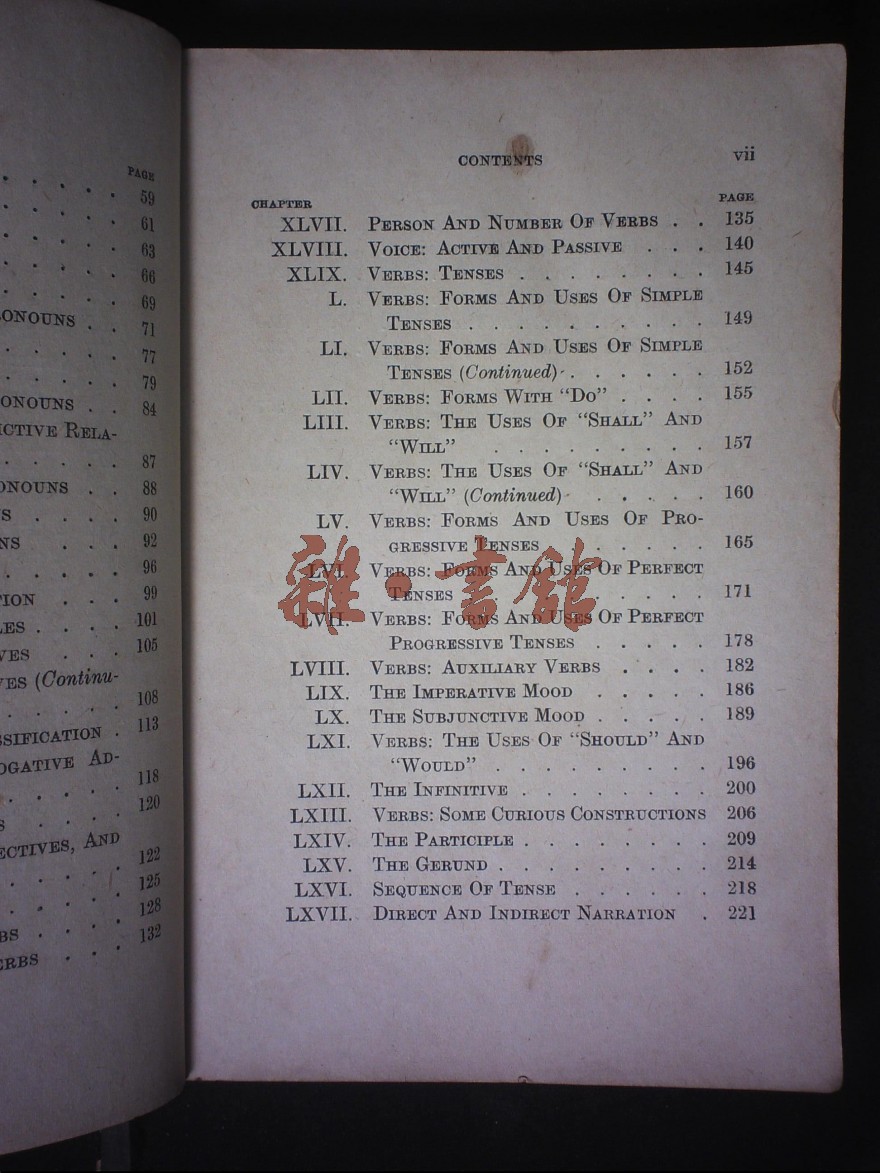 PAGE
59
61
63
66
69
71
77
79
84
87
88
90
92
96
99
101
105
(Continu-
108
113
AD-
118
120
AND
122
125
128
132
CONTENTS vii
CHAPTER PAGE
XLVII. PERSON AND NUMBER OF VERBS . . 135
XLVIII. VOICE: ACTIVE AND PASSIVE . . . 140
XLIX. VERBS: TENSES . . . . . . . . 145
L. VERBS: FORMS AND USES OF SIMPLE
TENSES . . . . . . . . . . 149
LI. VERBS: FORMS AND USES OF SIMPLE
TENSES (Continued) . . . . . . 152
LII. VERBS: FORMS WITH “DO” . . . . 155
LIII. VERBS: THE USES OF “SHALL” AND
“WILL” . . . . . . . . . 157
LIV. VERBS: THE USES OF “SHALL” AND
“WILL” (Continued) . . . . . 160
LV. VERBS: FORMS AND USES OF PRO-
GRESSIVE TENSES . . . . . . 165
LVI. VERBS: FORMS AND USES OF PERFECT
TENSES . . . . . . . . . . 171
LVII. VERBS: FORMS AND USES OF PERFECT
PROGRESSIVE TENSES . . . . . 178
LVIII. VERBS: AUXILIARY VERBS . . . . 182
LIX. THE IMPERATIVE MOOD . . . . . 186
LX. THE SUBJUNCTIVE MOOD . . . . . 189
LXI. VERBS: THE USES OF “SHOULD” AND
“WOULD” . . . . . . . . . 196
LXII. THE INFINITIVE . . . . . . . . 200
LXIII. VERBS: SOME CURIOUS CONSTRUCTIONS 206
LXIV. THE PARTICIPLE . . . . . . . . 209
LXV. THE GERUND . . . . . . . . . 214
LXVI. SEQUENCE OF TENSE . . . . . . 218
LXVII. DIRECT AND INDIRECT NARRATION . 221
雜·書館